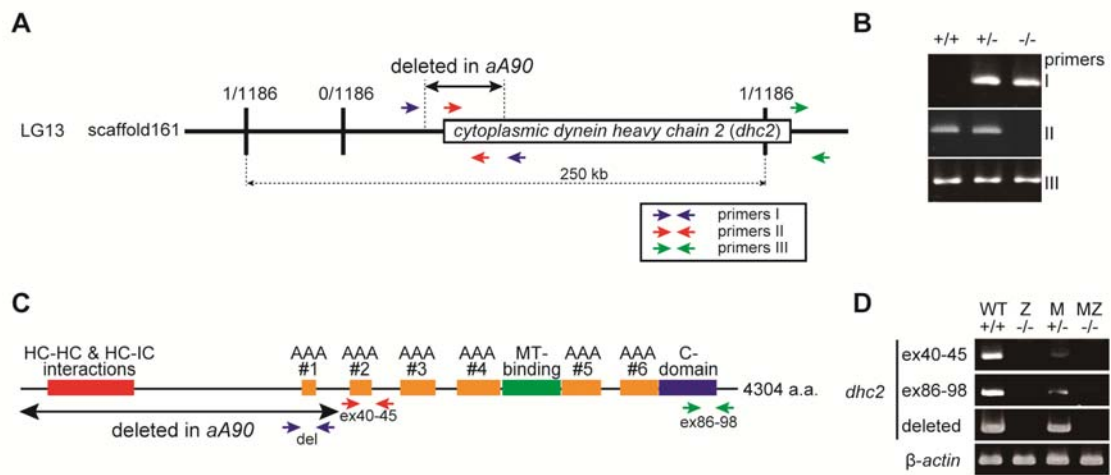 A
deleted in aA90
1/1186 0/1186 1/1186
LG13 scaffold161 cytoplasmic dynein heavy chain 2 (dhc2)
250 kb
primers I
primers II
primers III
B
+/+ +/- -/-
primers
I
II
III
C
HC-HC & HC-IC interactions
AAA #1
AAA #2
AAA #3
AAA #4
MT-binding
AAA #5
AAA #6
C-domain
4304 a.a.
deleted in aA90
del
ex40-45
ex86-98
D
WT Z M MZ
+/+ -/- +/- -/-
dhc2
ex40-45
ex86-98
deleted
β-actin